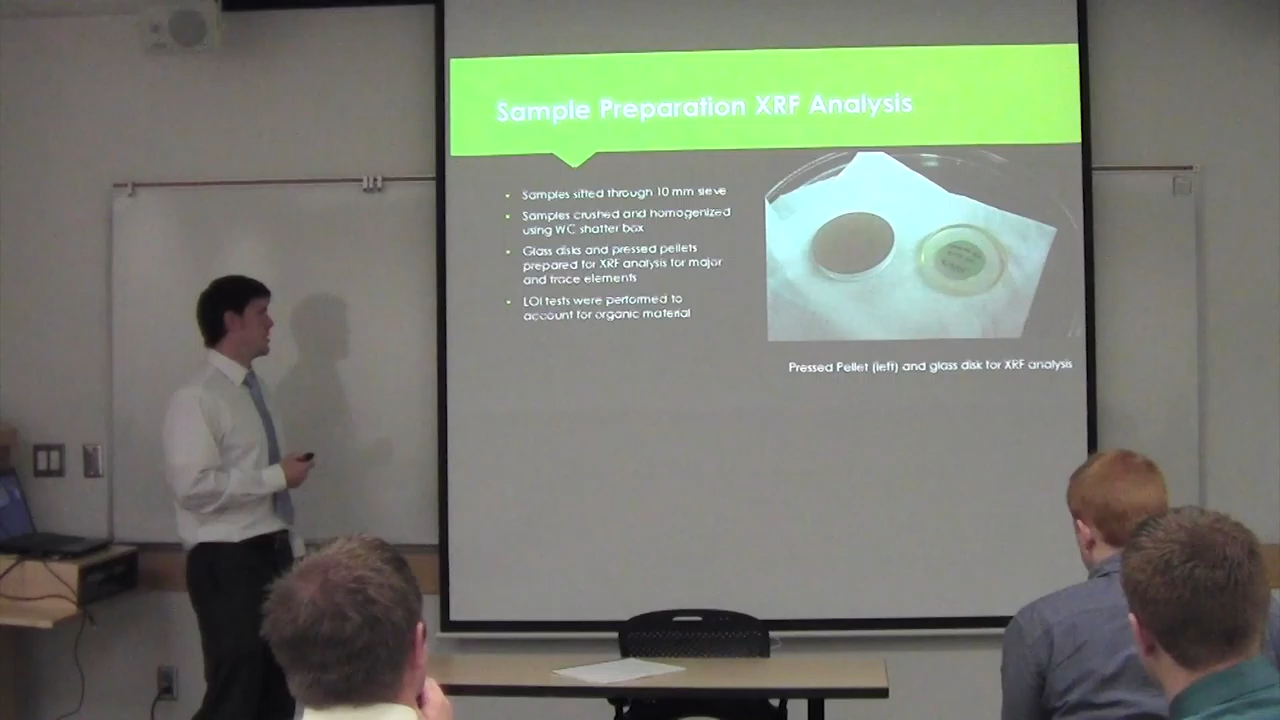 Sample Preparation XRF Analysis
Samples sifted through 10 mm sieve
Samples crushed and homogenized
using WC shatter box
Glass disks and pressed pellets
prepared for XRF analysis for major
and trace elements
LOI tests were performed to
account for organic material
Pressed Pellet (left) and glass disk for XRF analysis